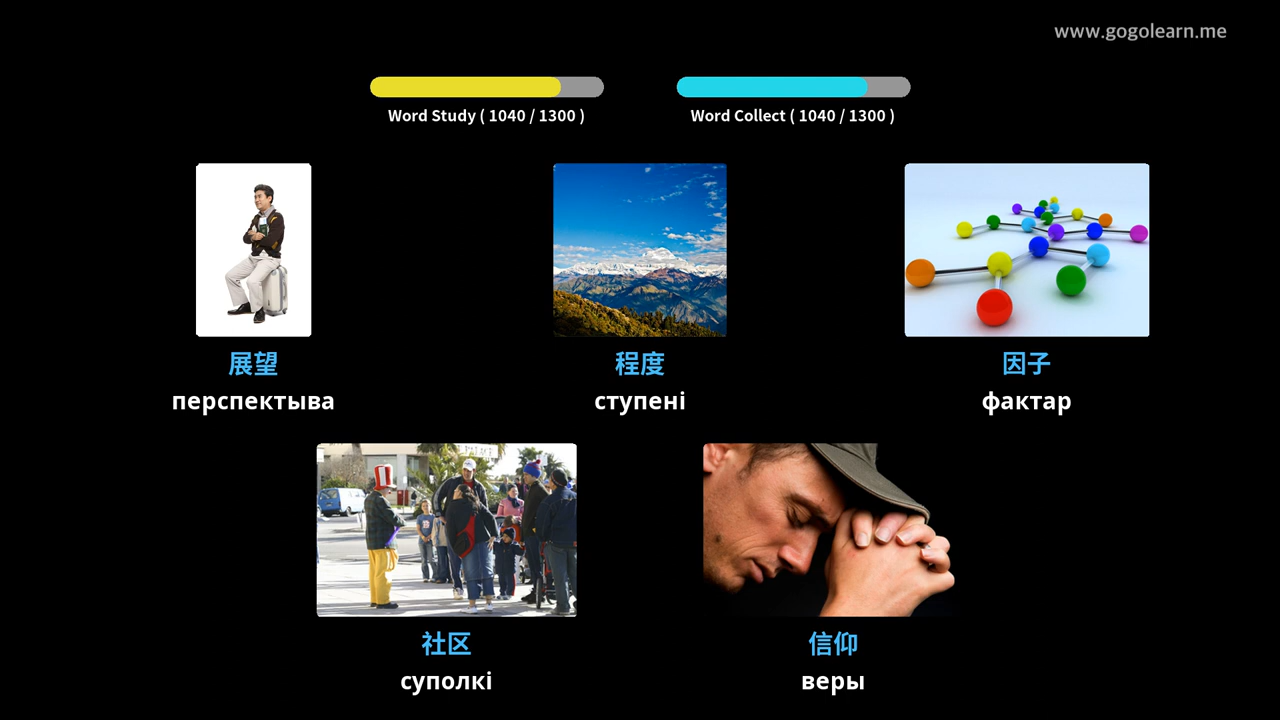 www.gogolearn.me
Word Study ( 1040 / 1300 )
Word Collect ( 1040 / 1300 )
展望
перспектыва
程度
ступені
因子
фактар
社区
суполкі
信仰
веры